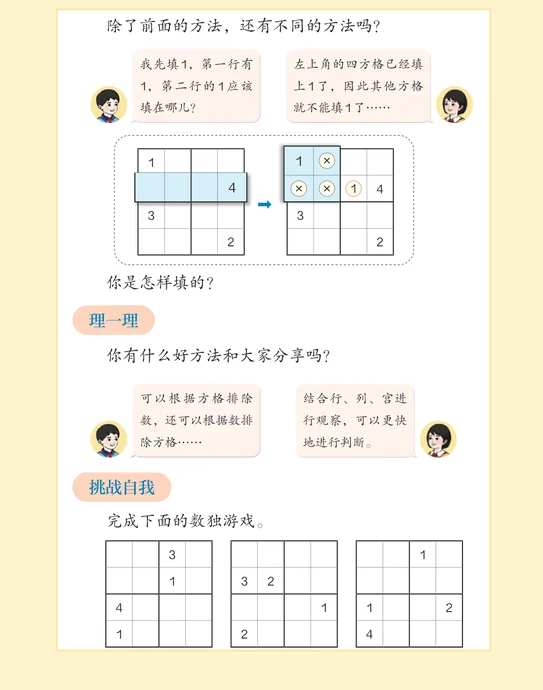 除了前面的方法，还有不同的方法吗？
我先填1，第一行有
1，第二行的1应该
填在哪儿？
左上角的四方格已经填
上1了，因此其他方格
就不能填1了……
1
4
3
2
1 ×
× × 1 4
3
2
你是怎样填的？
理一理
你有什么好方法和大家分享吗？
可以根据方格排除
数，还可以根据数排
除方格……
结合行、列、宫进
行观察，可以更快
地进行判断。
挑战自我
完成下面的数独游戏。
3
1
4
1
3 2
1
2
1
1 2
4